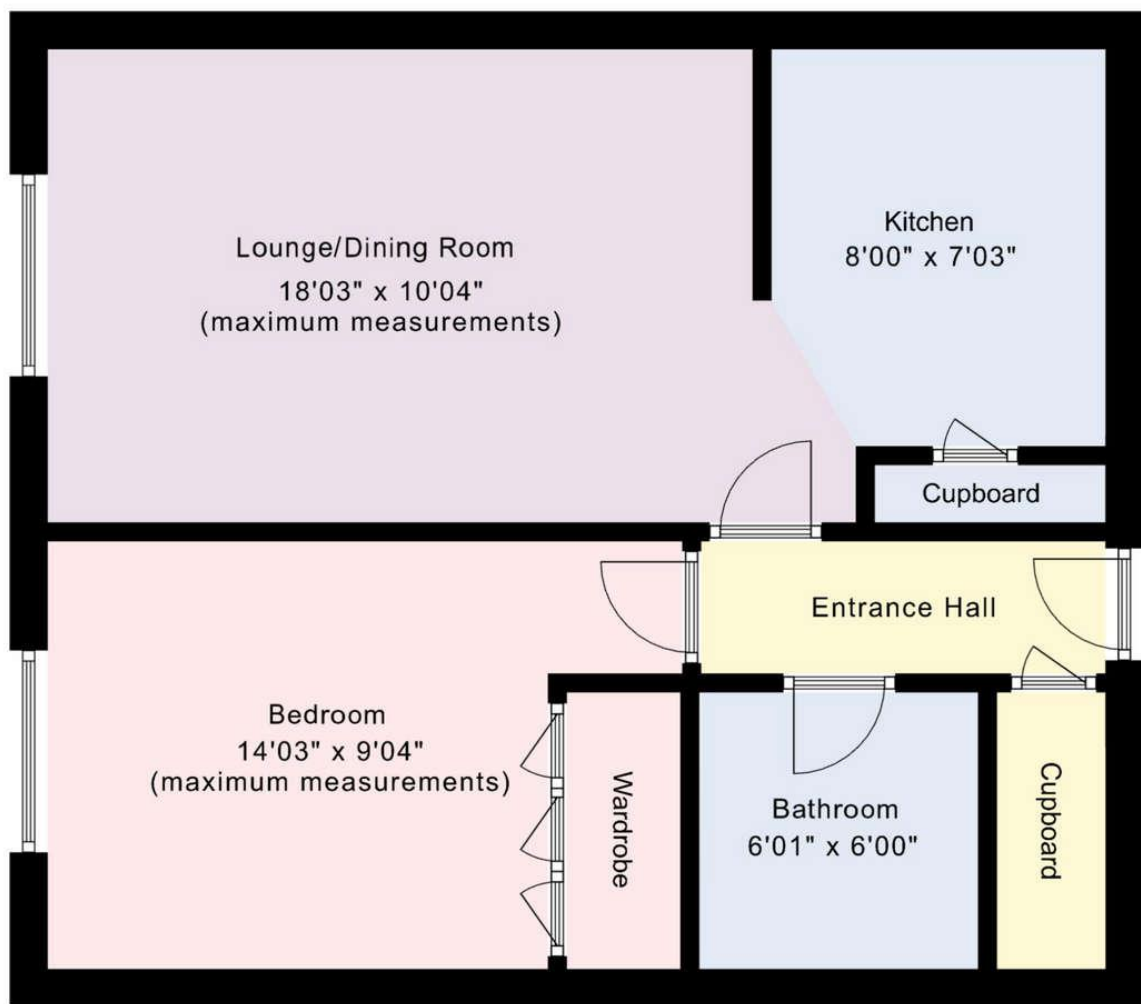 Lounge/Dining Room
18'03" x 10'04"
(maximum measurements)
Kitchen
8'00" x 7'03"
Cupboard
Entrance Hall
Bedroom
14'03" x 9'04"
(maximum measurements)
Wardrobe
Bathroom
6'01" x 6'00"
Cupboard